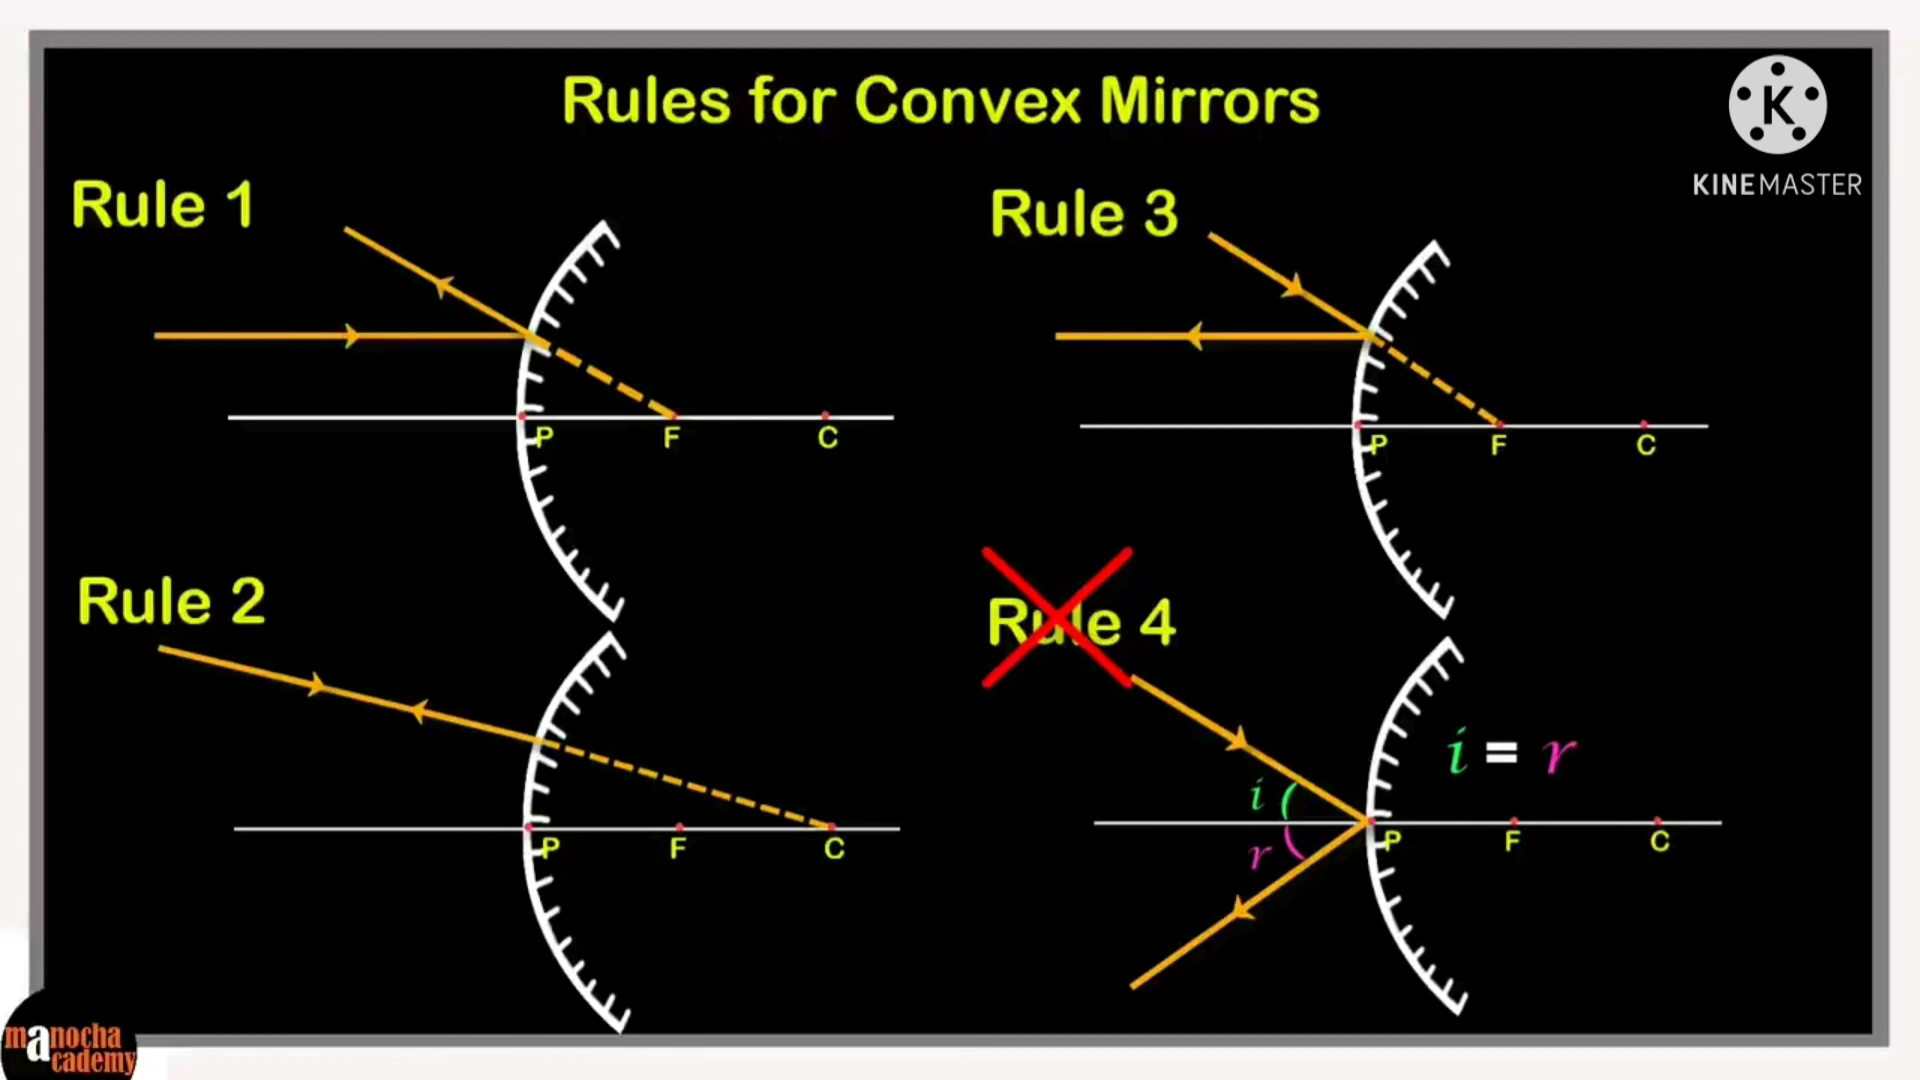 Rules for Convex Mirrors
K
KINEMASTER
Rule 1
P F C
Rule 3
P F C
Rule 2
P F C
Rule 4
i = r
i
r
P F C
manocha
academy